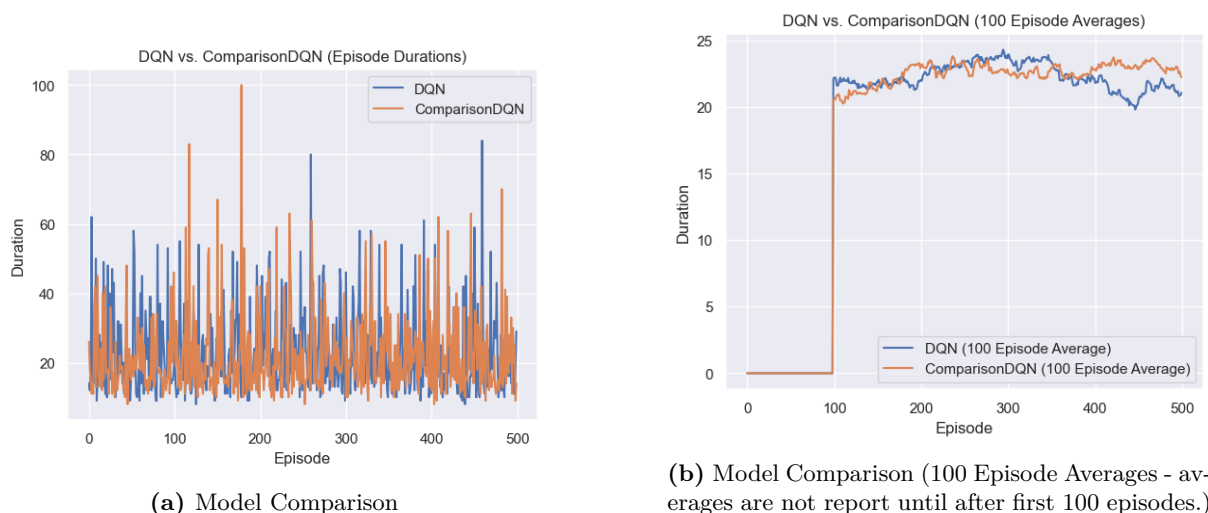 DQN vs. ComparisonDQN (Episode Durations)
DQN
ComparisonDQN
100
80
60
40
20
Duration
0
100
200
300
400
500
Episode
(a) Model Comparison
DQN vs. ComparisonDQN (100 Episode Averages)
25
20
15
10
5
0
Duration
DQN (100 Episode Average)
ComparisonDQN (100 Episode Average)
0
100
200
300
400
500
Episode
(b) Model Comparison (100 Episode Averages - av-
erages are not report until after first 100 episodes.)